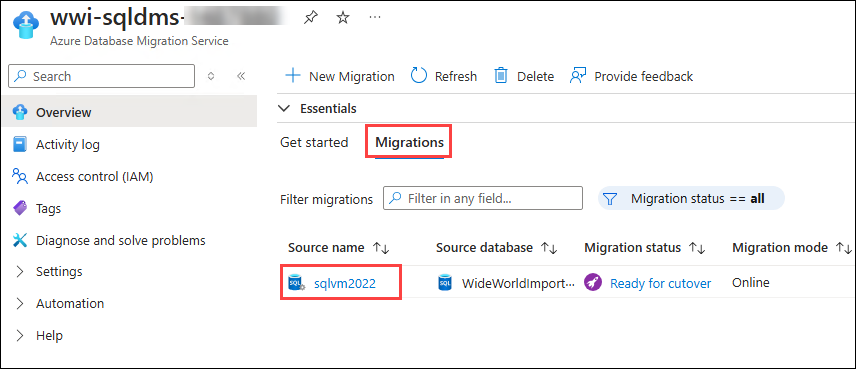 wwi-sqldms-
Azure Database Migration Service
Search
New Migration Refresh Delete Provide feedback
Essentials
Overview
Activity log
Access control (IAM)
Tags
Diagnose and solve problems
Settings
Automation
Help
Get started Migrations
Filter migrations Filter in any field... Migration status == all
Source name Source database Migration status Migration mode
SQL sqlvm2022 SQL WideWorldImport··· Ready for cutover Online